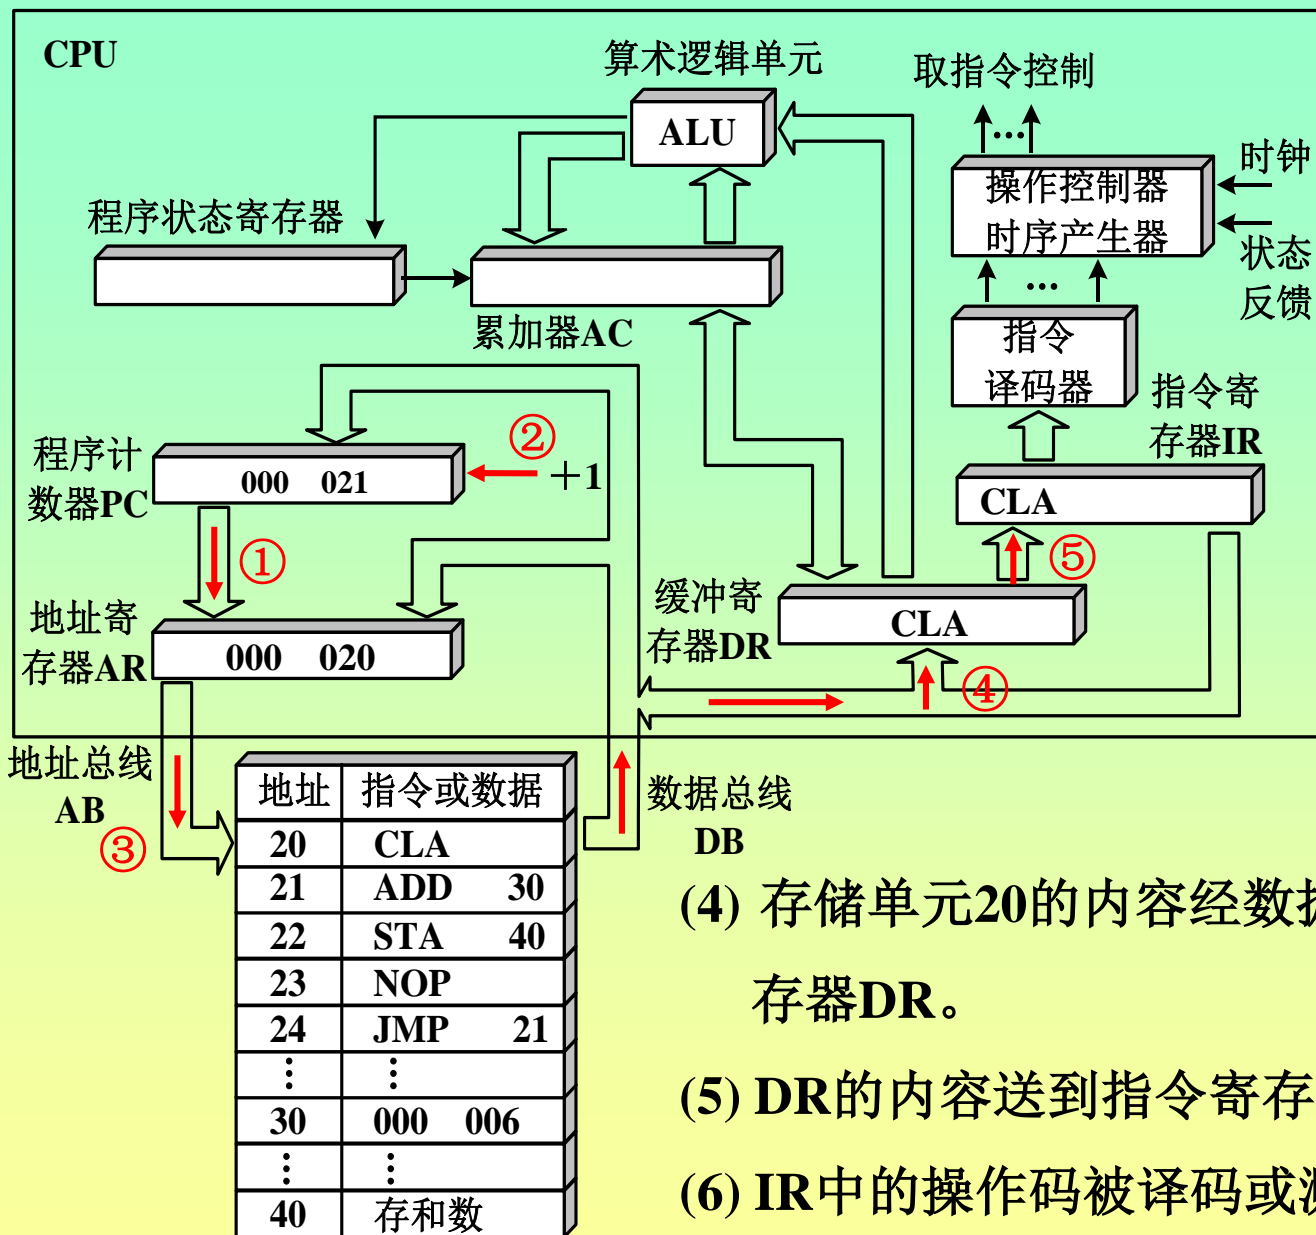 CPU
算术逻辑单元
取指令控制
ALU
...
操作控制器
时序产生器
时钟
状态
反馈
程序状态寄存器
累加器AC
...
指令
译码器
指令寄
存器IR
程序计
数器PC
000 021
②
+1
CLA
①
⑤
地址寄
存器AR
000 020
缓冲寄
存器DR
CLA
④
地址总线
AB
③
数据总线
DB
地址 指令或数据
20 CLA
21 ADD 30
22 STA 40
23 NOP
24 JMP 21
⋮ ⋮
30 000 006
⋮ ⋮
40 存和数
(4) 存储单元20的内容经数
存器DR。
(5) DR的内容送到指令寄存
(6) IR中的操作码被译码或